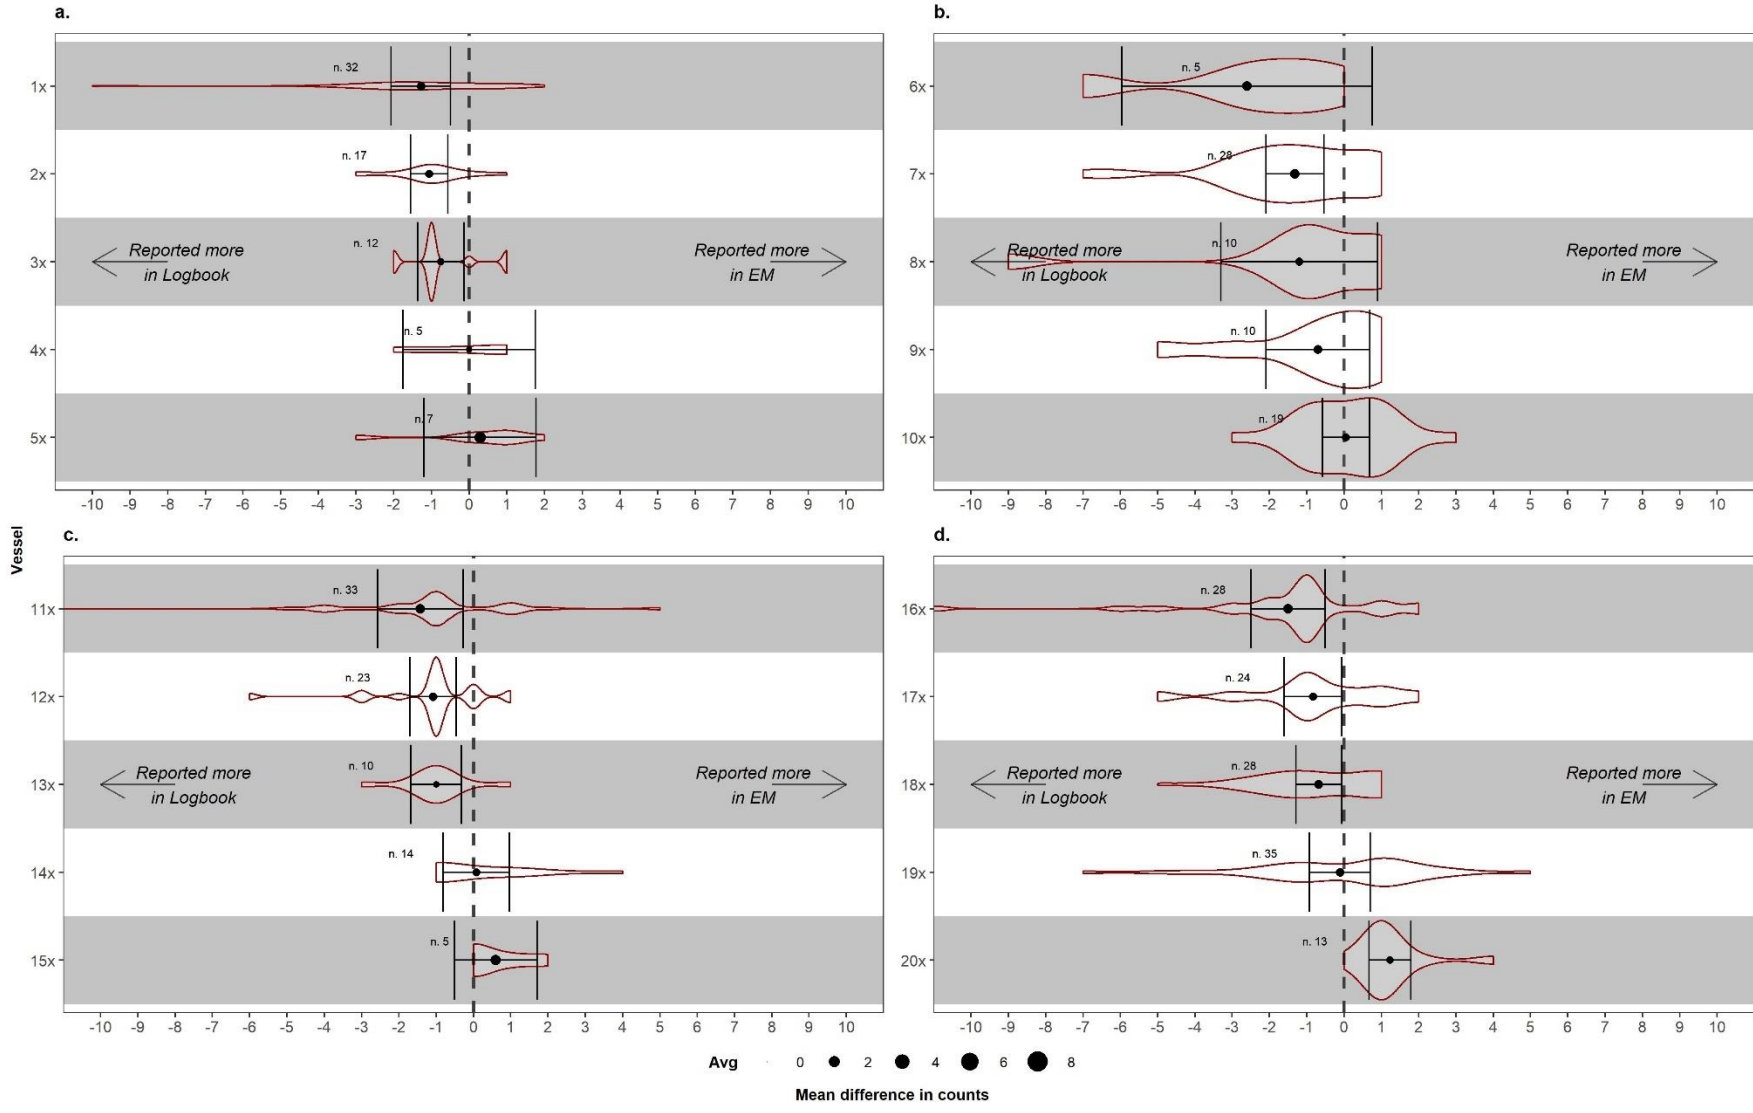 a.
n. 32
1x
n. 17
2x
n. 12
3x
Reported more
in Logbook
Reported more
in EM
n. 5
4x
n. 7
5x
-10 -9 -8 -7 -6 -5 -4 -3 -2 -1 0 1 2 3 4 5 6 7 8 9 10
b.
n. 5
6x
n. 28
7x
n. 10
8x
Reported more
in Logbook
Reported more
in EM
n. 10
9x
n. 19
10x
-10 -9 -8 -7 -6 -5 -4 -3 -2 -1 0 1 2 3 4 5 6 7 8 9 10
Vessel
c.
n. 33
11x
n. 23
12x
n. 10
13x
Reported more
in Logbook
Reported more
in EM
n. 14
14x
n. 5
15x
-10 -9 -8 -7 -6 -5 -4 -3 -2 -1 0 1 2 3 4 5 6 7 8 9 10
d.
n. 28
16x
n. 24
17x
n. 28
18x
Reported more
in Logbook
Reported more
in EM
n. 35
19x
n. 13
20x
-10 -9 -8 -7 -6 -5 -4 -3 -2 -1 0 1 2 3 4 5 6 7 8 9 10
Avg 0 2 4 6 8
Mean difference in counts